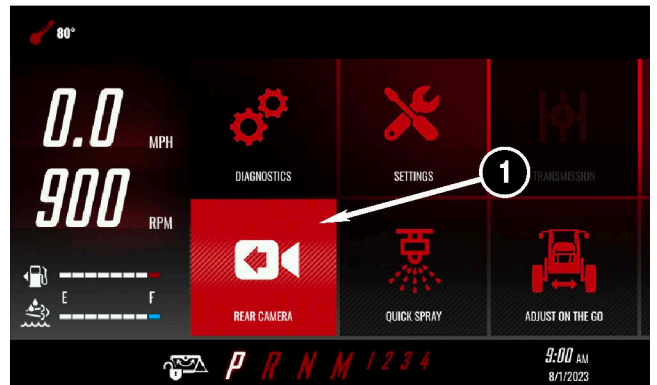 80°
0.0 MPH
900 RPM
E F
DIAGNOSTICS
SETTINGS
1
TRANSMISSION
REAR CAMERA
QUICK SPRAY
ADJUST ON THE GO
P R N M 1 2 3 4
9:00 AM
8/1/2023